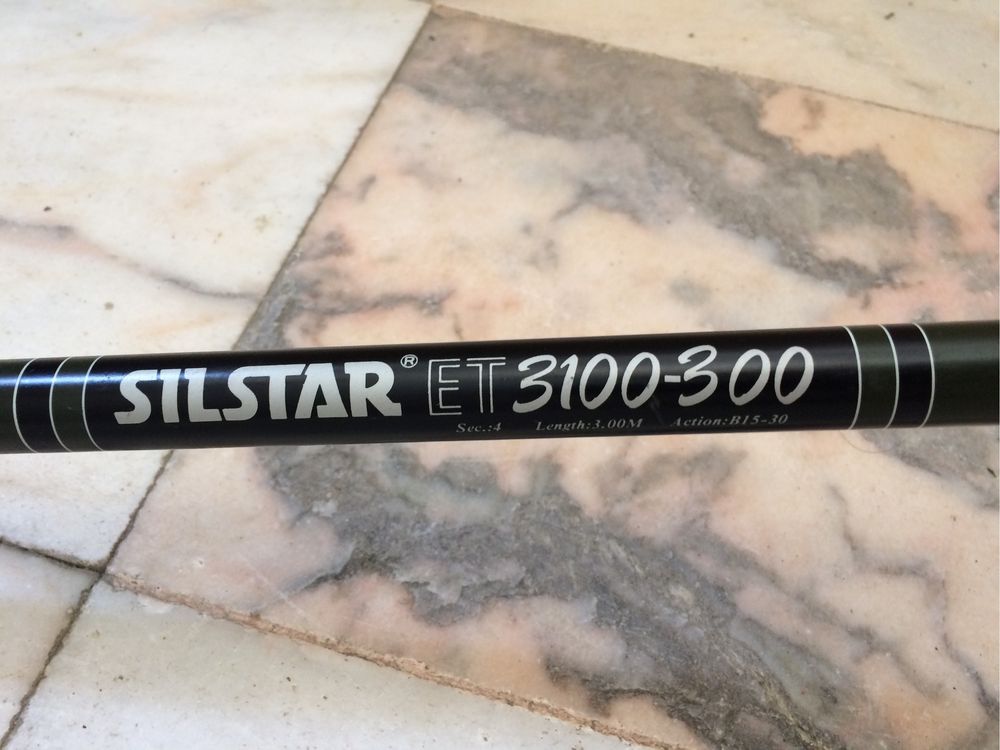 SILSTAR® ET 3100-300
Sec.:4 Length:3.00M Action:B15-30